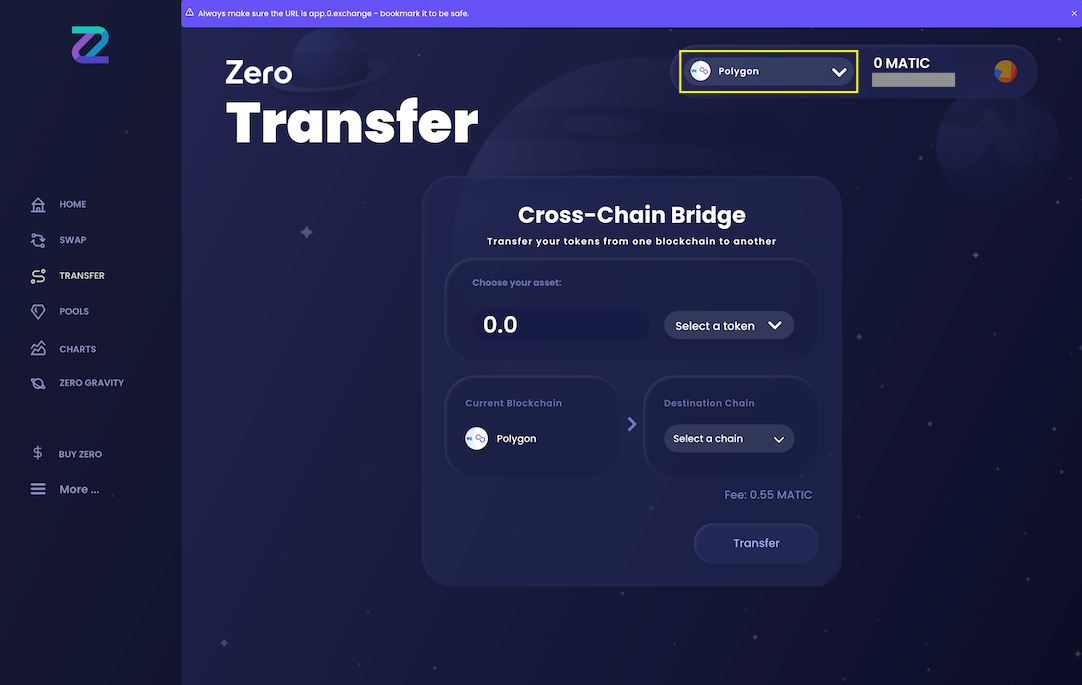 Always make sure the URL is app.0.exchange - bookmark it to be safe.
Zero
Transfer
Polygon
0 MATIC
HOME
SWAP
TRANSFER
POOLS
CHARTS
ZERO GRAVITY
BUY ZERO
More ...
Cross-Chain Bridge
Transfer your tokens from one blockchain to another
Choose your asset:
0.0
Select a token
Current Blockchain
Polygon
Destination Chain
Select a chain
Fee: 0.55 MATIC
Transfer